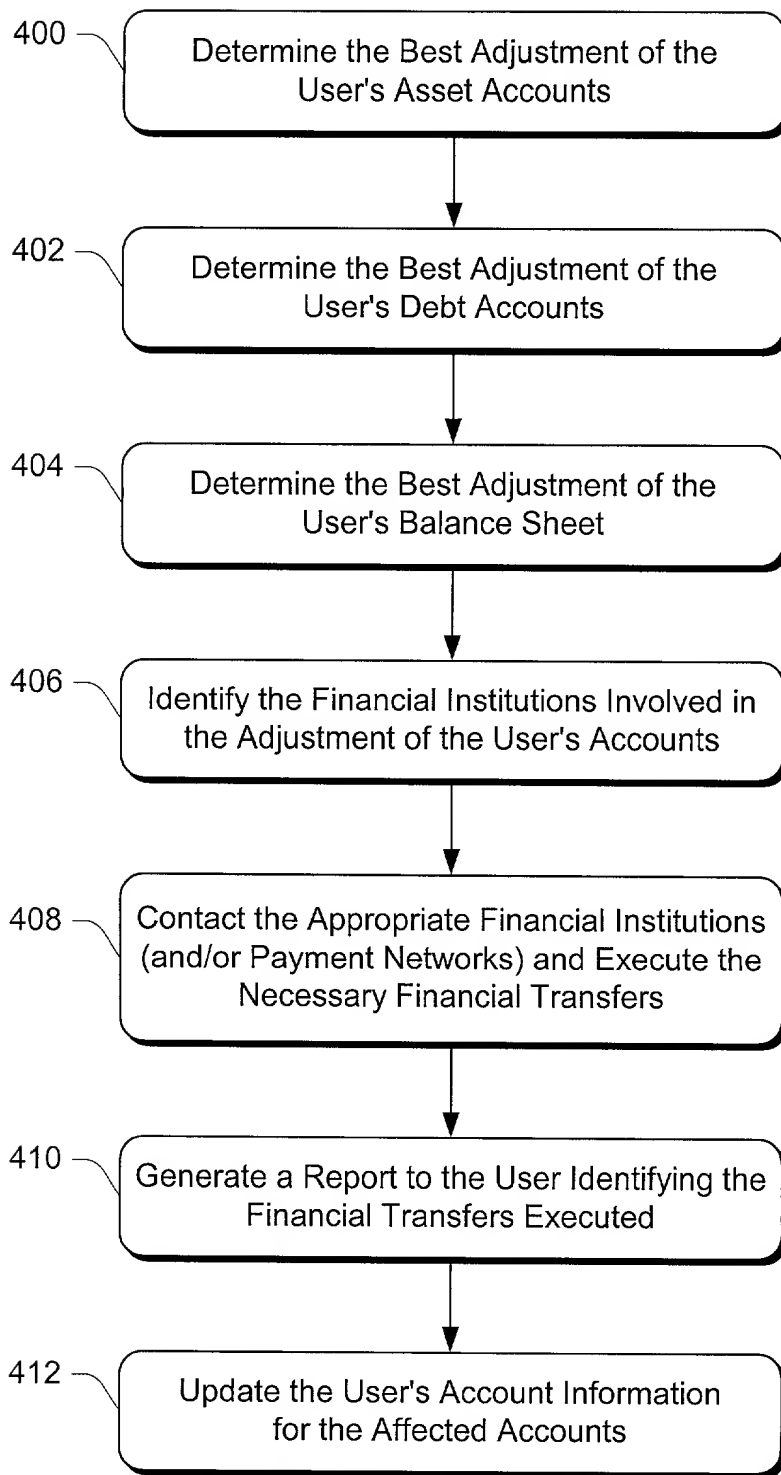 400
Determine the Best Adjustment of the
User's Asset Accounts
402
Determine the Best Adjustment of the
User's Debt Accounts
404
Determine the Best Adjustment of the
User's Balance Sheet
406
Identify the Financial Institutions Involved in
the Adjustment of the User's Accounts
408
Contact the Appropriate Financial Institutions
(and/or Payment Networks) and Execute the
Necessary Financial Transfers
410
Generate a Report to the User Identifying the
Financial Transfers Executed
412
Update the User's Account Information
for the Affected Accounts